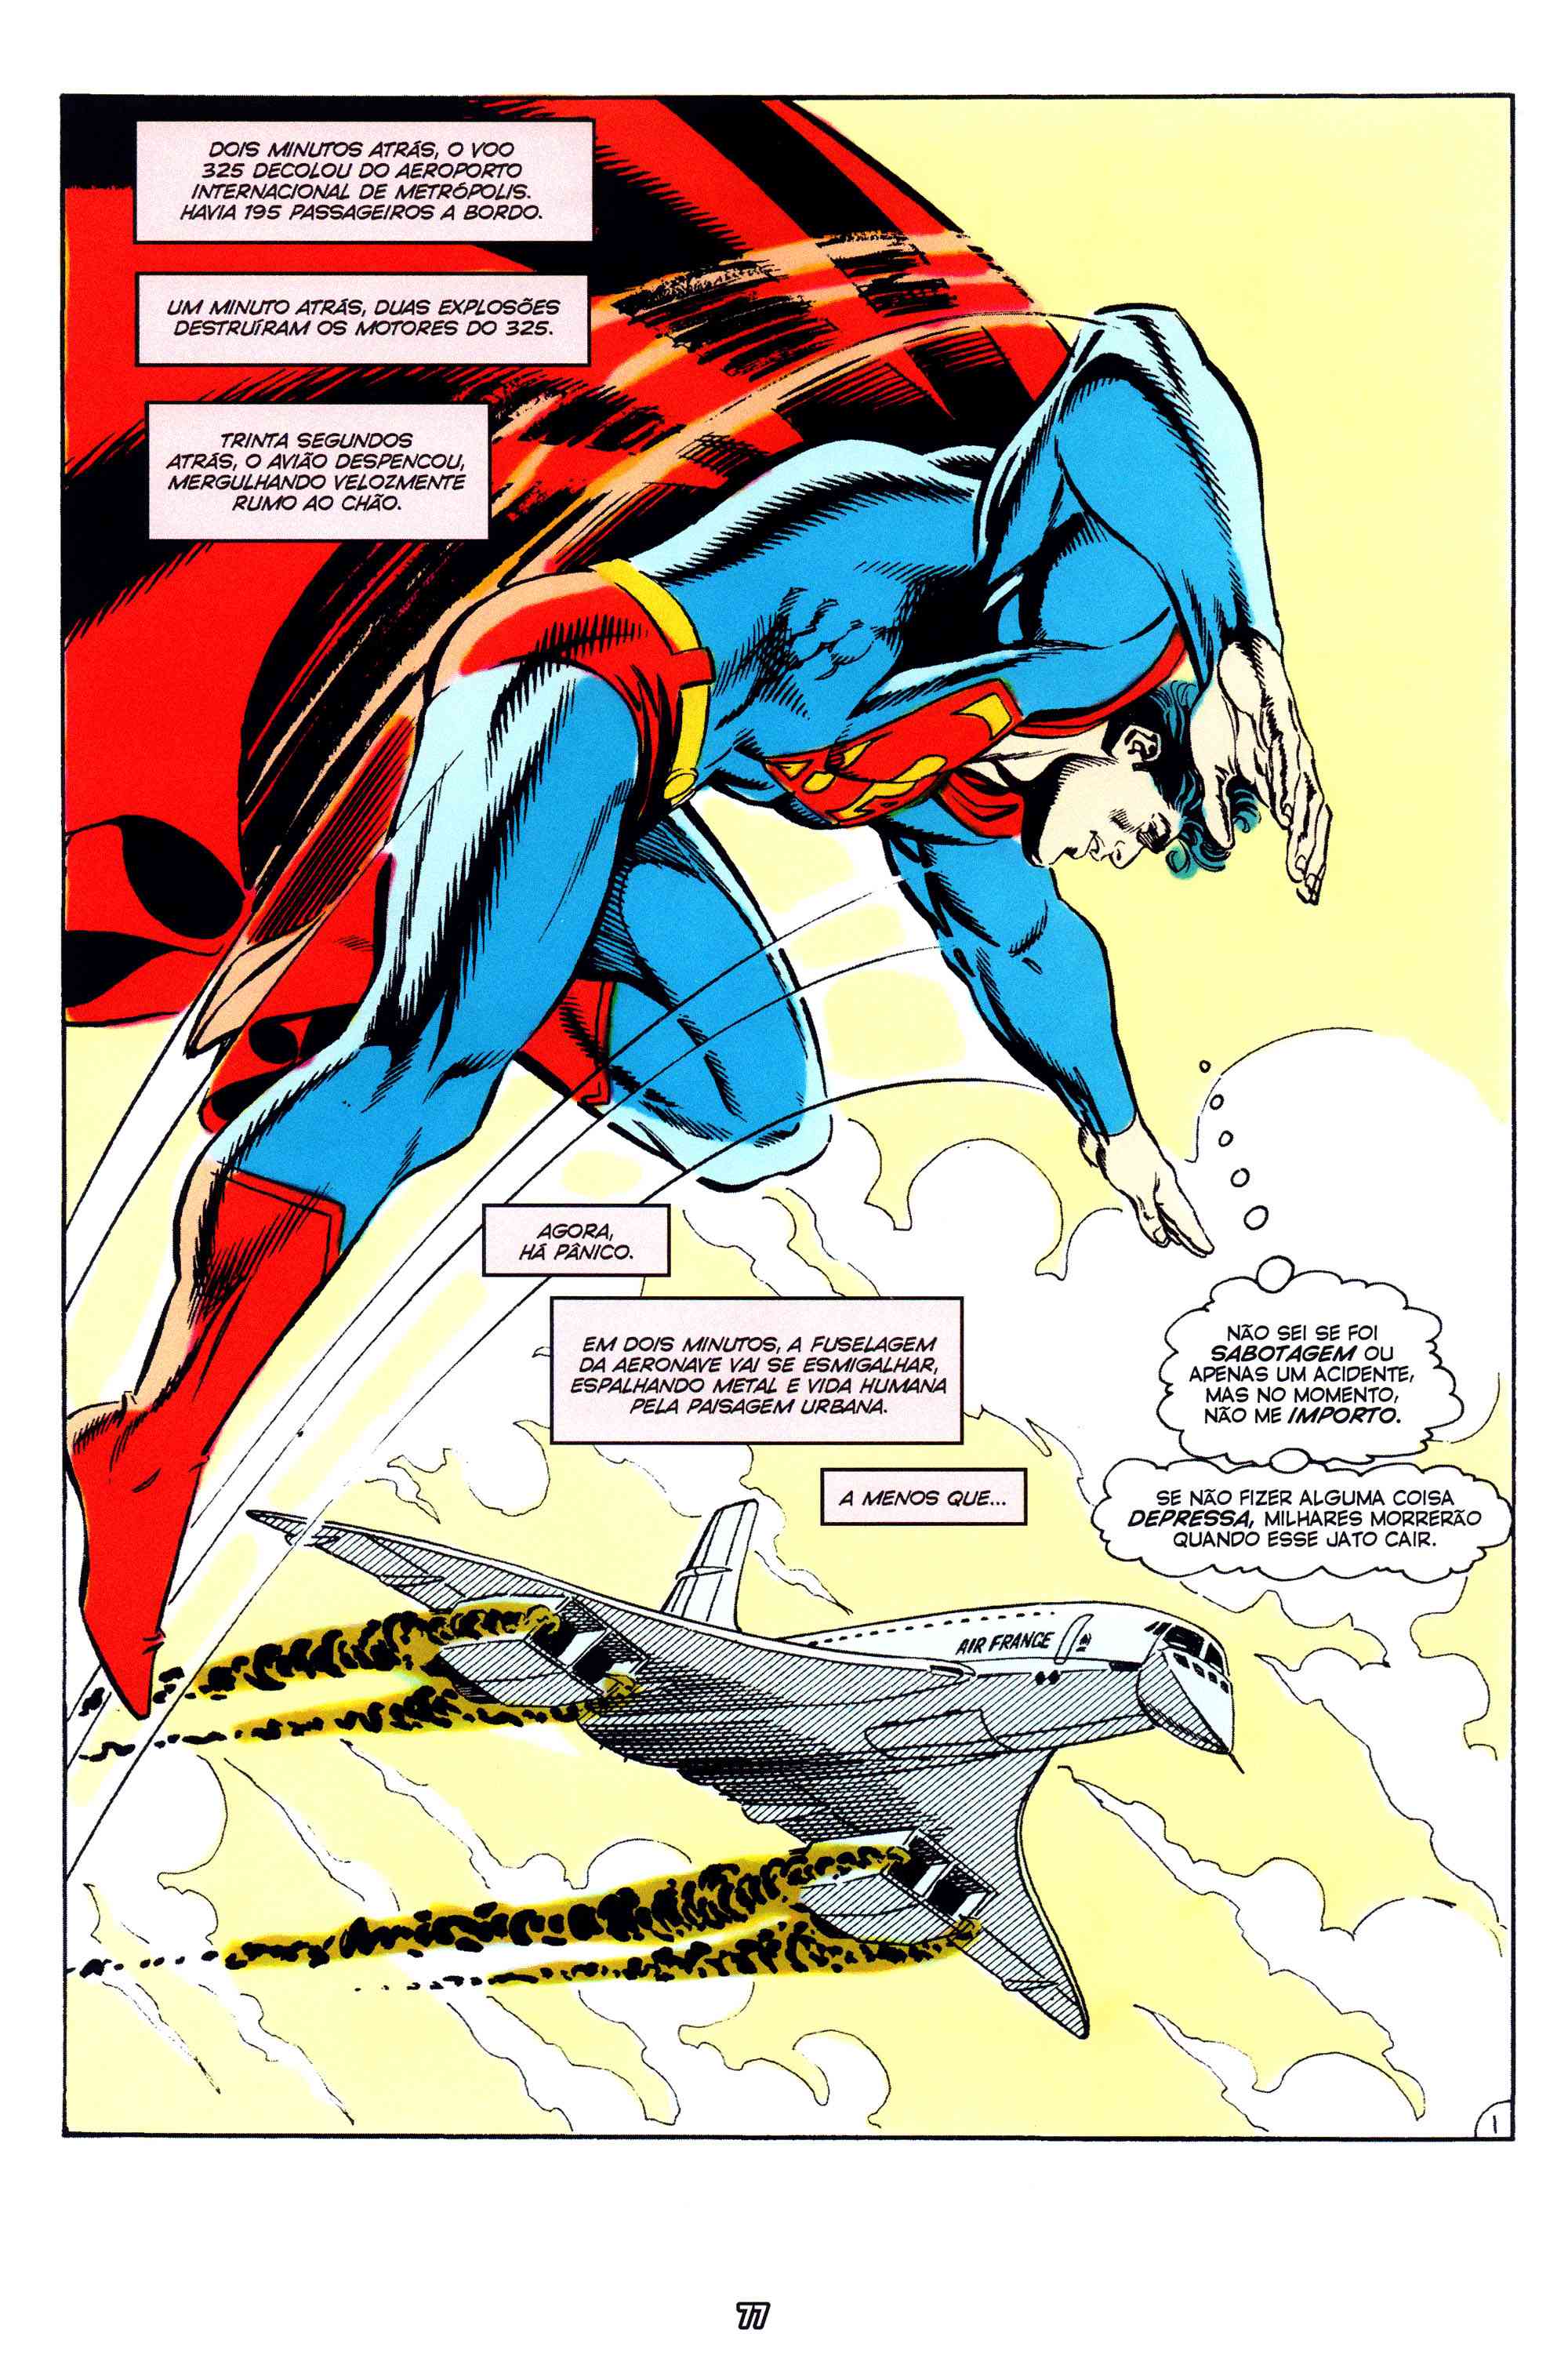 DOIS MINUTOS ATRÁS, O VOO
325 DECOLOU DO AEROPORTO
INTERNACIONAL DE METRÓPOLIS.
HAVIA 195 PASSAGEIROS A BORDO.
UM MINUTO ATRÁS, DUAS EXPLOSÕES
DESTRUÍRAM OS MOTORES DO 325.
TRINTA SEGUNDOS
ATRÁS, O AVIÃO DESPENCOU,
MERGULHANDO VELOZMENTE
RUMO AO CHÃO.
AGORA,
HÁ PÂNICO.
EM DOIS MINUTOS, A FUSELAGEM
DA AERONAVE VAI SE ESMIGALHAR,
ESPALHANDO METAL E VIDA HUMANA
PELA PAISAGEM URBANA.
NÃO SEI SE FOI
SABOTAGEM OU
APENAS UM ACIDENTE,
MAS NO MOMENTO,
NÃO ME IMPORTO.
A MENOS QUE...
SE NÃO FIZER ALGUMA COISA
DEPRESSA, MILHARES MORRERÃO
QUANDO ESSE JATO CAIR.
AIR FRANCE
1
77